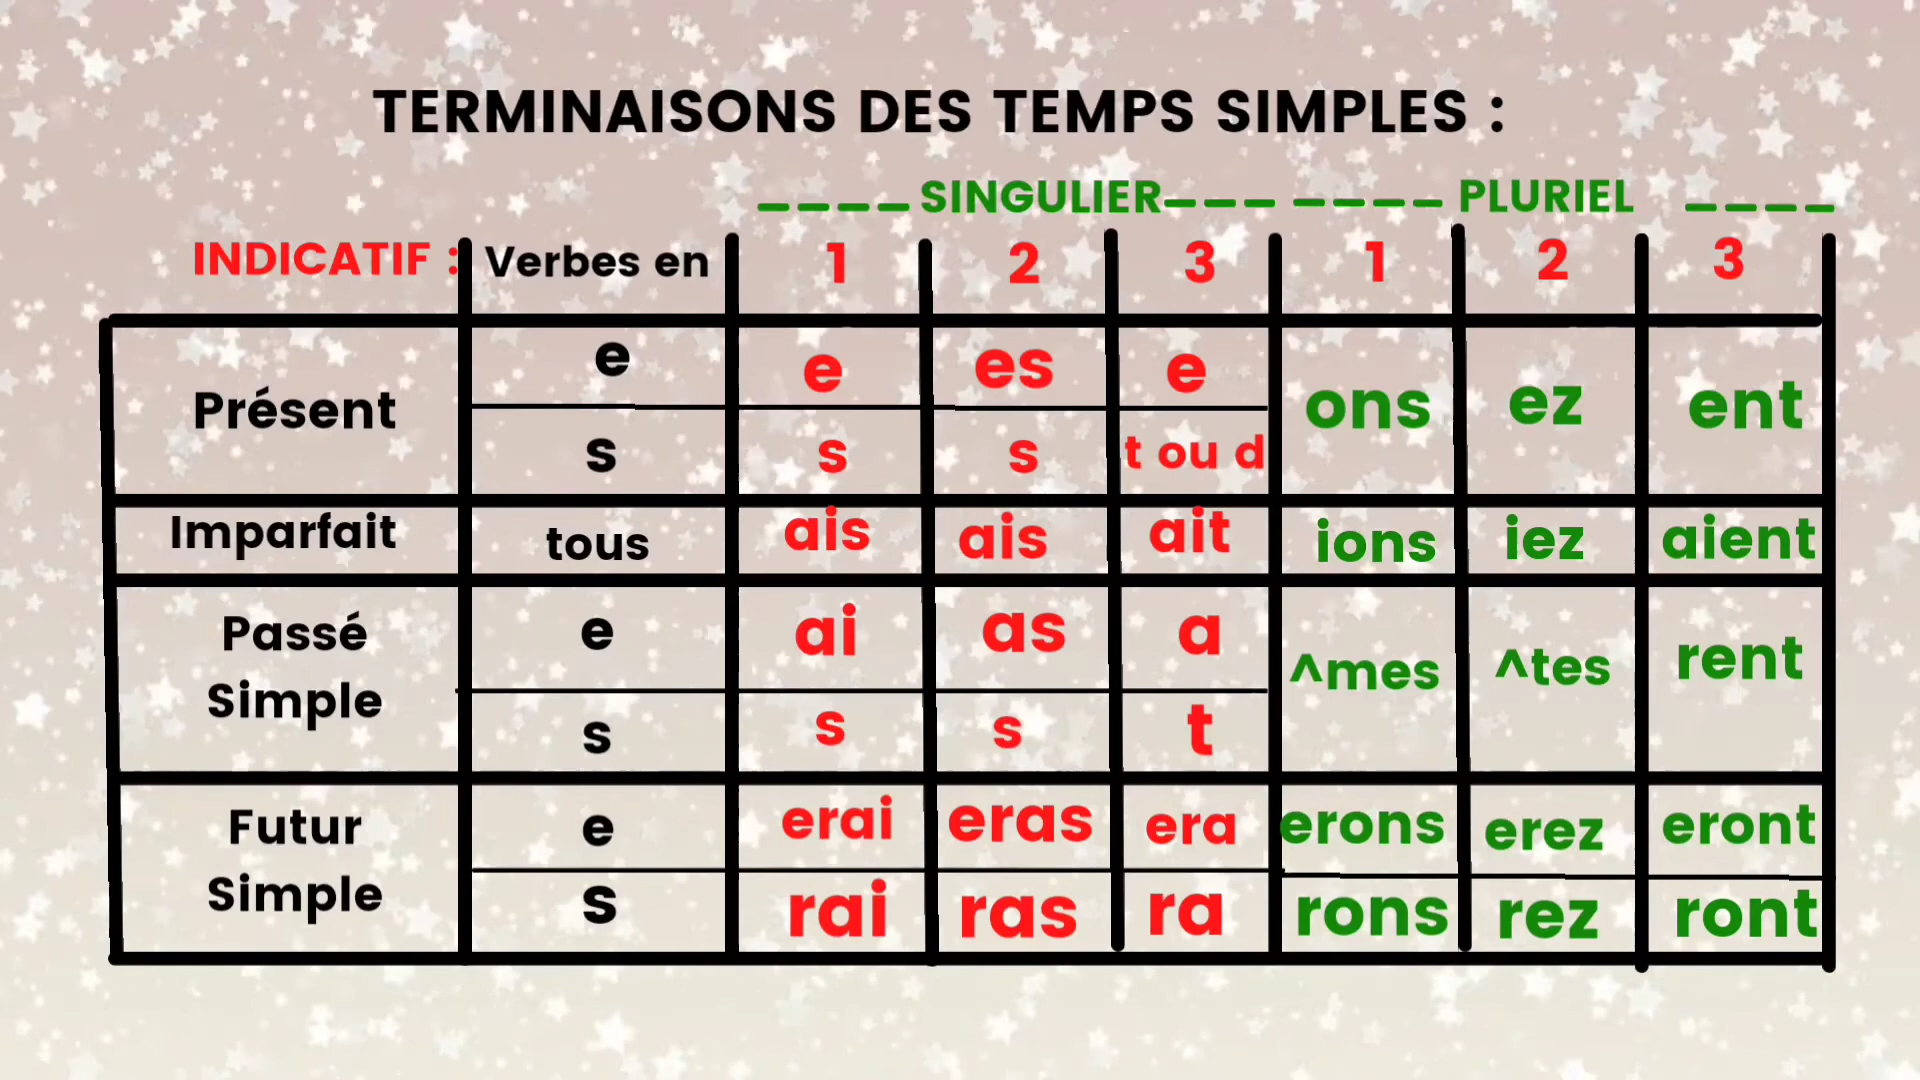 TERMINAISONS DES TEMPS SIMPLES :
SINGULIER PLURIEL
INDICATIF : Verbes en 1 2 3 1 2 3
Présent e e es e ons ez ent
s s s t ou d
Imparfait tous ais ais ait ions iez aient
Passé Simple e ai as a ^mes ^tes rent
s s s t
Futur Simple e erai eras era erons erez eront
s rai ras ra rons rez ront